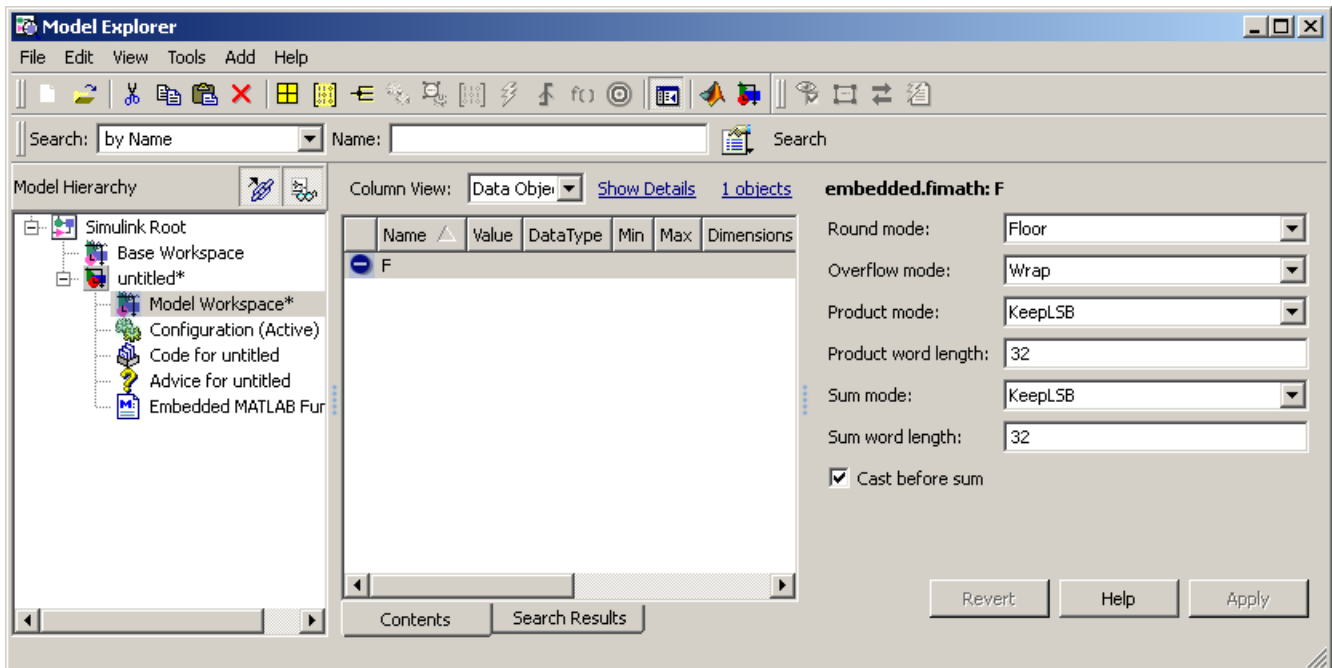 Model Explorer
File Edit View Tools Add Help
f()
Search: by Name Name: Search
Model Hierarchy
Simulink Root
Base Workspace
untitled*
Model Workspace*
Configuration (Active)
Code for untitled
Advice for untitled
Embedded MATLAB Fur
Column View: Data Obje Show Details 1 objects
Name Value DataType Min Max Dimensions
F
Contents Search Results
embedded.fimath: F
Round mode: Floor
Overflow mode: Wrap
Product mode: KeepLSB
Product word length: 32
Sum mode: KeepLSB
Sum word length: 32
Cast before sum
Revert Help Apply